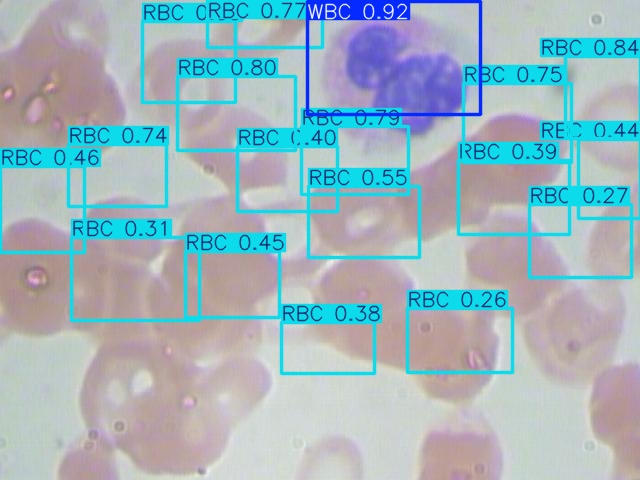 RBC 0.77
WBC 0.92
RBC 0.84
RBC 0.80
RBC 0.75
RBC 0.79
RBC 0.44
RBC 0.74
RBC 0.40
RBC 0.46
RBC 0.39
RBC 0.55
RBC 0.27
RBC 0.31
RBC 0.45
RBC 0.26
RBC 0.38